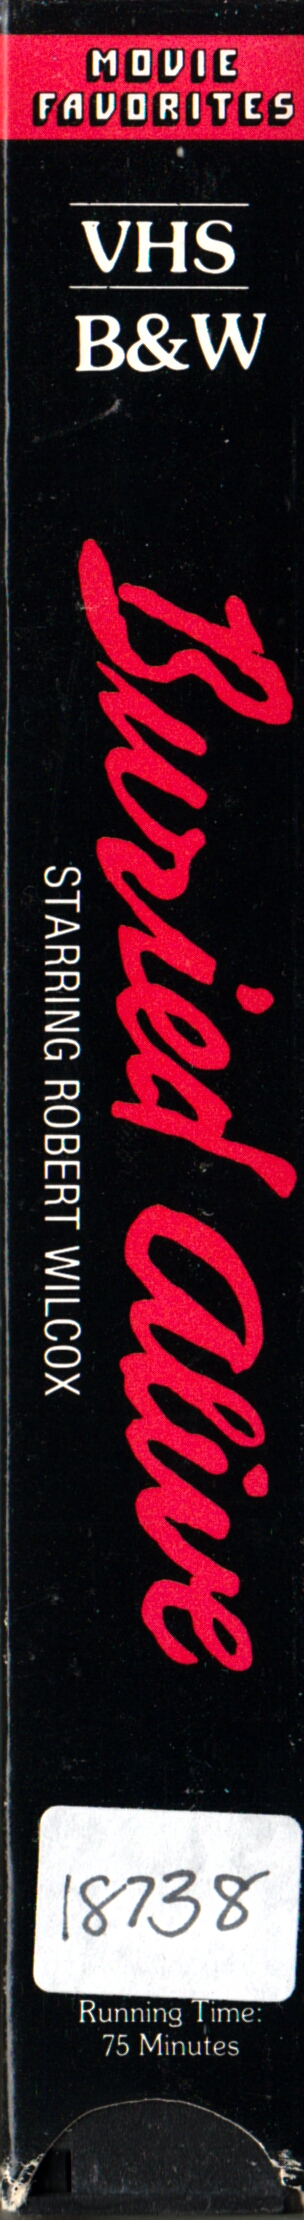 MOVIE
FAVORITES
VHS
B&W
Buried Alive
STARRING ROBERT WILCOX
18738
Running Time:
75 Minutes